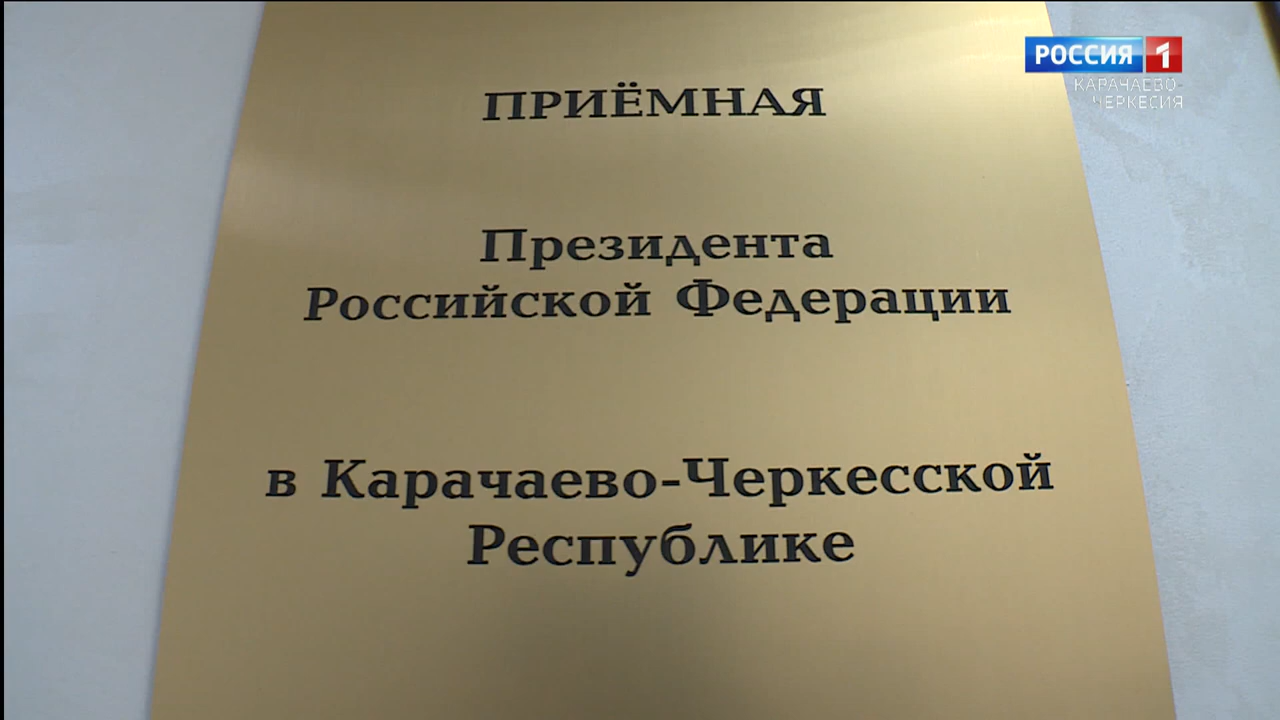 РОССИЯ 1
КАРАЧАЕВО-
ЧЕРКЕСИЯ
ПРИЁМНАЯ
Президента
Российской Федерации
в Карачаево-Черкесской
Республике